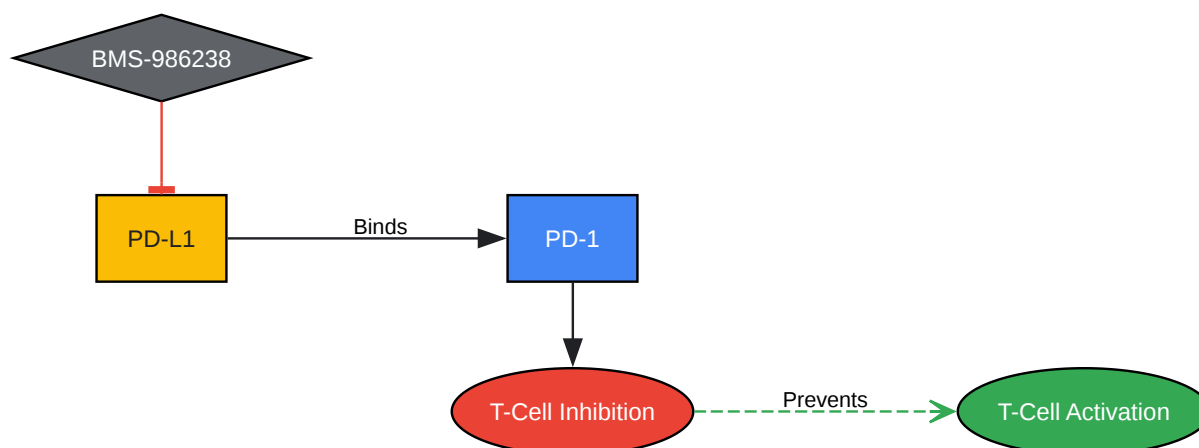 BMS-986238
PD-L1
Binds
PD-1
T-Cell Inhibition
Prevents
T-Cell Activation